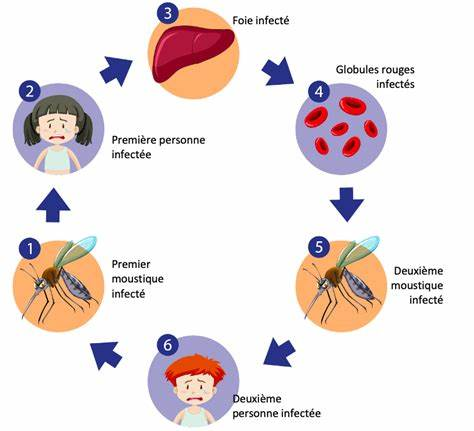 1
Premier
moustique
infecté
2
Première personne
infectée
3
Foie infecté
4
Globules rouges
infectés
5
Deuxième
moustique
infecté
6
Deuxième
personne infectée